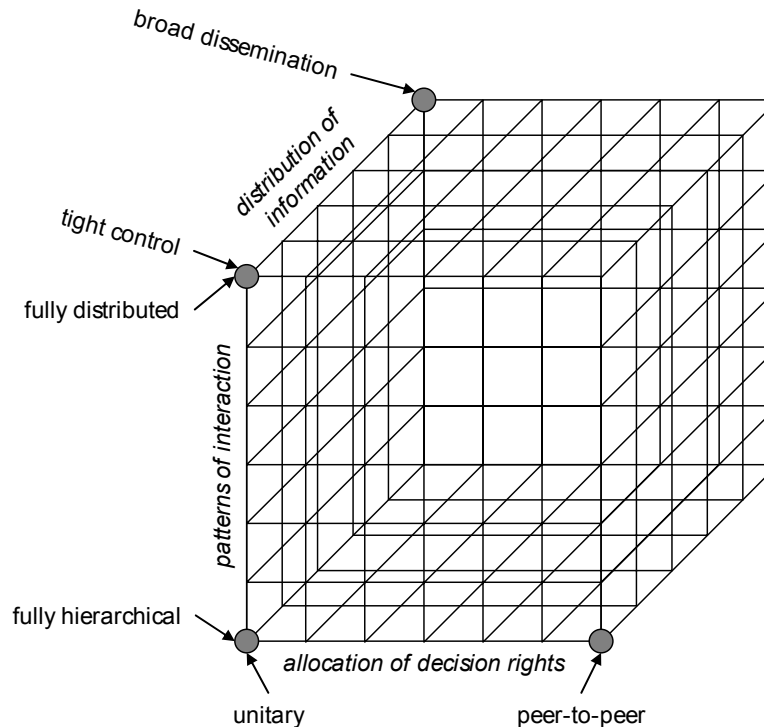 broad dissemination
distribution of
information
tight control
fully distributed
patterns of interaction
fully hierarchical
allocation of decision rights
unitary
peer-to-peer